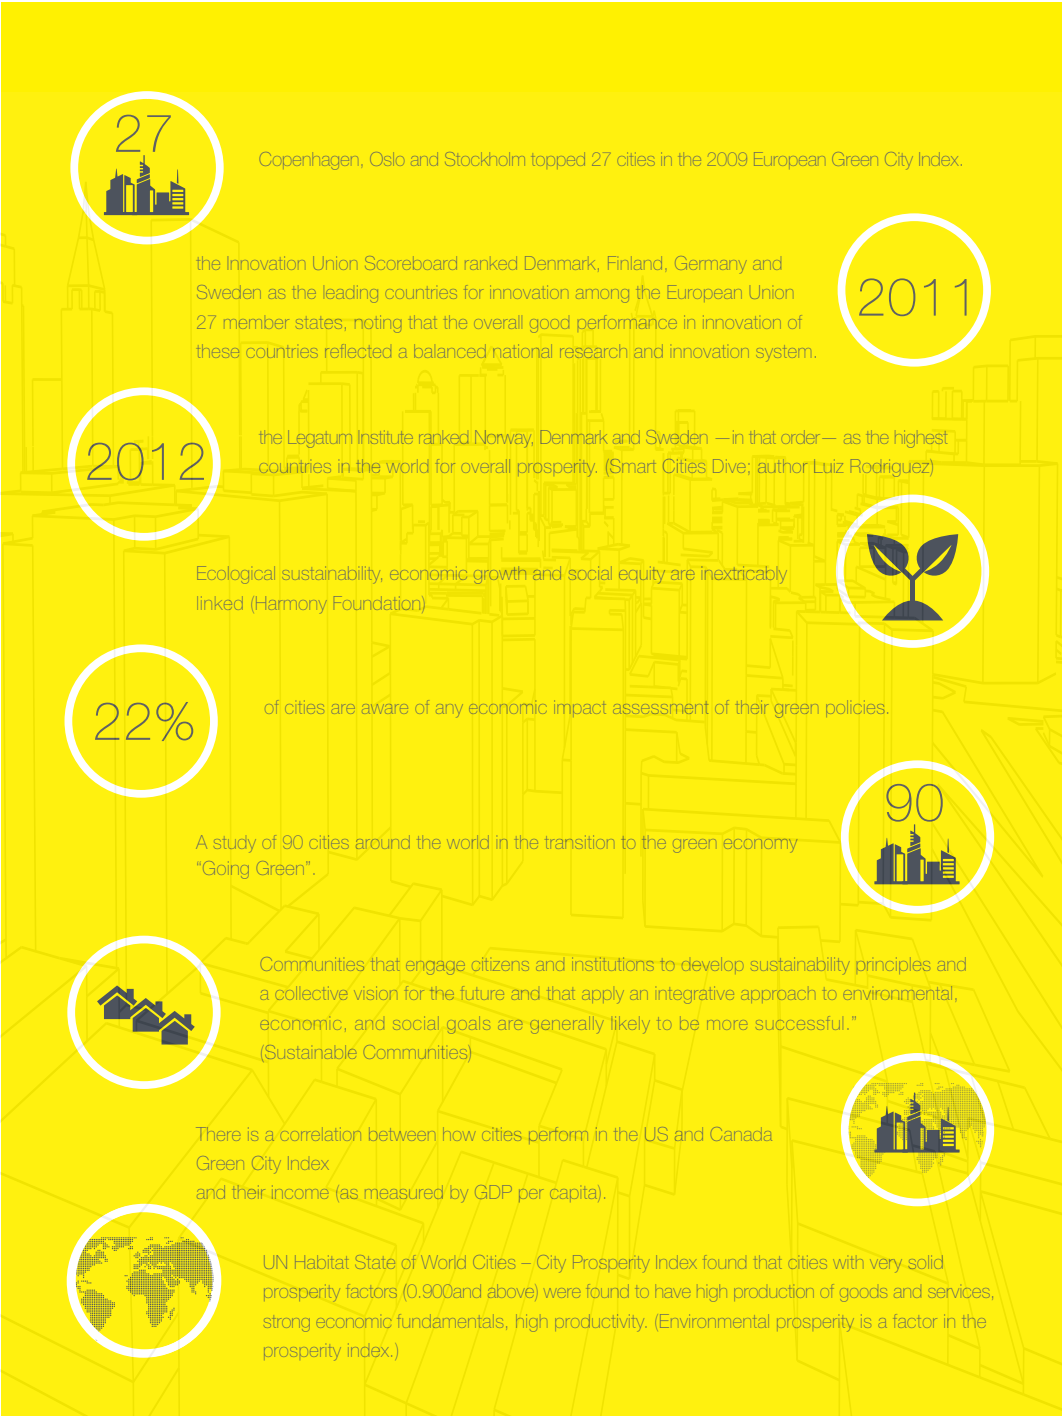 27
Copenhagen, Oslo and Stockholm topped 27 cities in the 2009 European Green City Index.
the Innovation Union Scoreboard ranked Denmark, Finland, Germany and
Sweden as the leading countries for innovation among the European Union
27 member states, noting that the overall good performance in innovation of
these countries reflected a balanced national research and innovation system.
2011
2012
the Legatum Institute ranked Norway, Denmark and Sweden —in that order— as the highest
countries in the world for overall prosperity. (Smart Cities Dive; author Luiz Rodriguez)
Ecological sustainability, economic growth and social equity are inextricably
linked (Harmony Foundation)
22%
of cities are aware of any economic impact assessment of their green policies.
90
A study of 90 cities around the world in the transition to the green economy
“Going Green”.
Communities that engage citizens and institutions to develop sustainability principles and
a collective vision for the future and that apply an integrative approach to environmental,
economic, and social goals are generally likely to be more successful.”
(Sustainable Communities)
There is a correlation between how cities perform in the US and Canada
Green City Index
and their income (as measured by GDP per capita).
UN Habitat State of World Cities – City Prosperity Index found that cities with very solid
prosperity factors (0.900and above) were found to have high production of goods and services,
strong economic fundamentals, high productivity. (Environmental prosperity is a factor in the
prosperity index.)